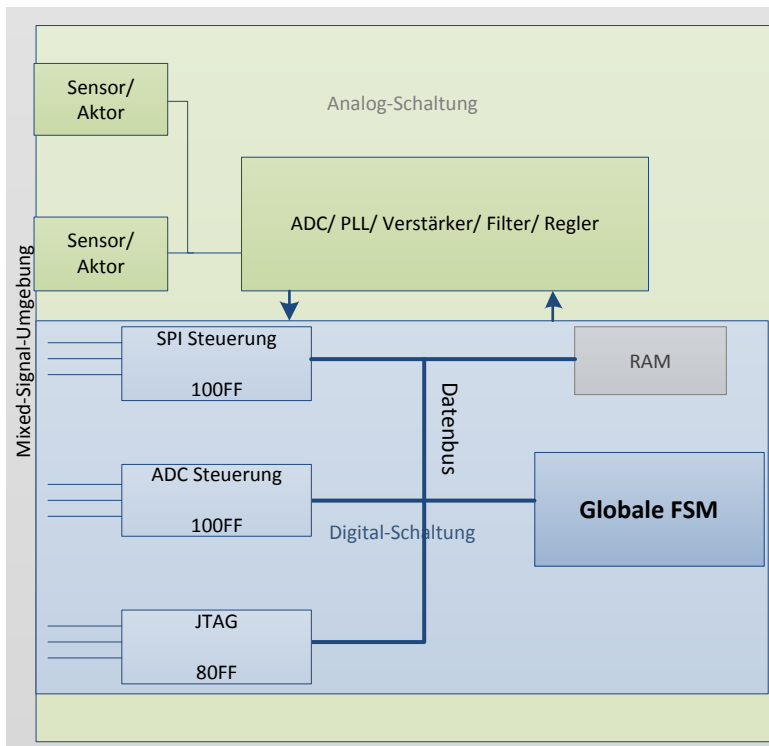 Sensor/
Aktor
Analog-Schaltung
ADC/ PLL/ Verstärker/ Filter/ Regler
Sensor/
Aktor
Mixed-Signal-Umgebung
SPI Steuerung
100FF
RAM
Datenbus
ADC Steuerung
100FF
Globale FSM
Digital-Schaltung
JTAG
80FF